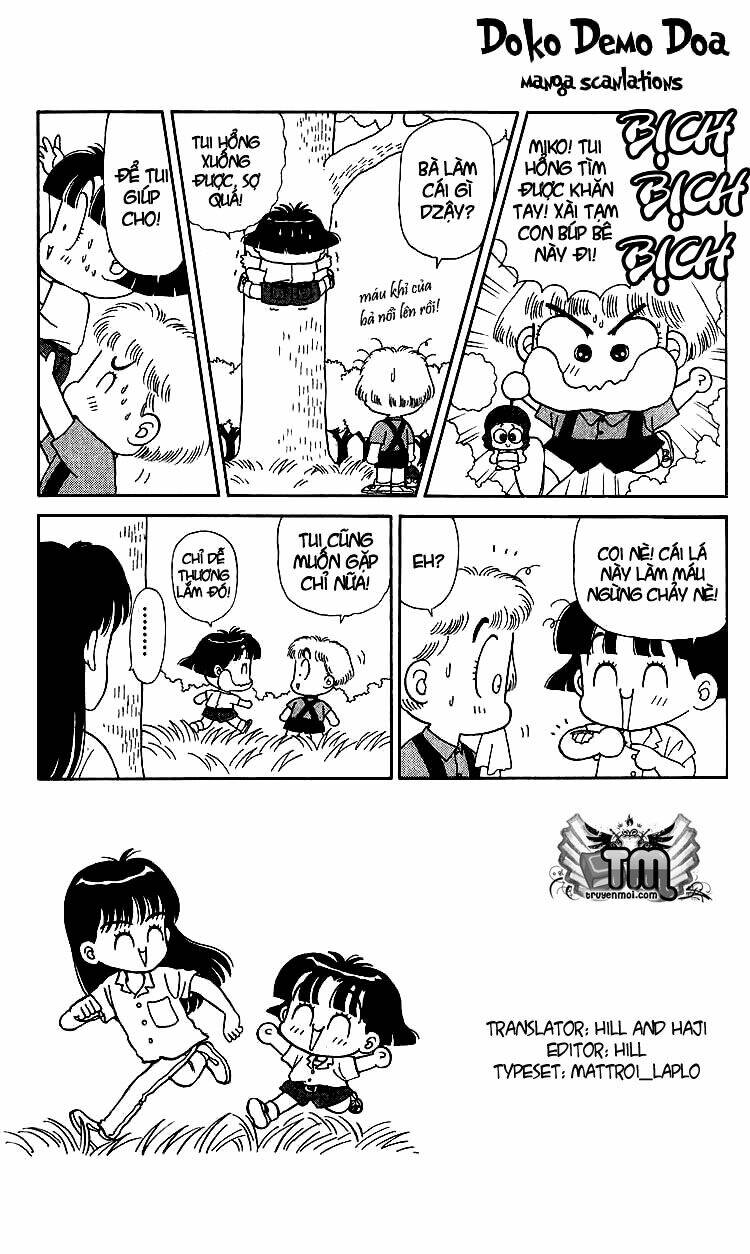 Doko Demo Doa
manga scanlations
BỊCH
BỊCH
BỊCH
MIKO! TUI
HỔNG TÌM
ĐƯỢC KHĂN
TAY! XÀI TẠM
CON BÚP BÊ
NÀY ĐI!
BÀ LÀM
CÁI GÌ
DZẬY?
TUI HỔNG
XUỐNG
ĐƯỢC, SỢ
QUÁ!
máu khỉ của
bà nổi lên rồi!
ĐỂ TUI
GIÚP
CHO!
COI NÈ! CÁI LÁ
NÀY LÀM MÁU
NGỪNG CHẢY NÈ!
EH?
TUI CŨNG
MUỐN GẶP
CHỈ NỮA!
CHỈ DỄ
THƯƠNG
LẮM ĐÓ!
........
TM
truyenmoi.com
TRANSLATOR: HILL AND HAJI
EDITOR: HILL
TYPESET: MATTROI_LAPLO